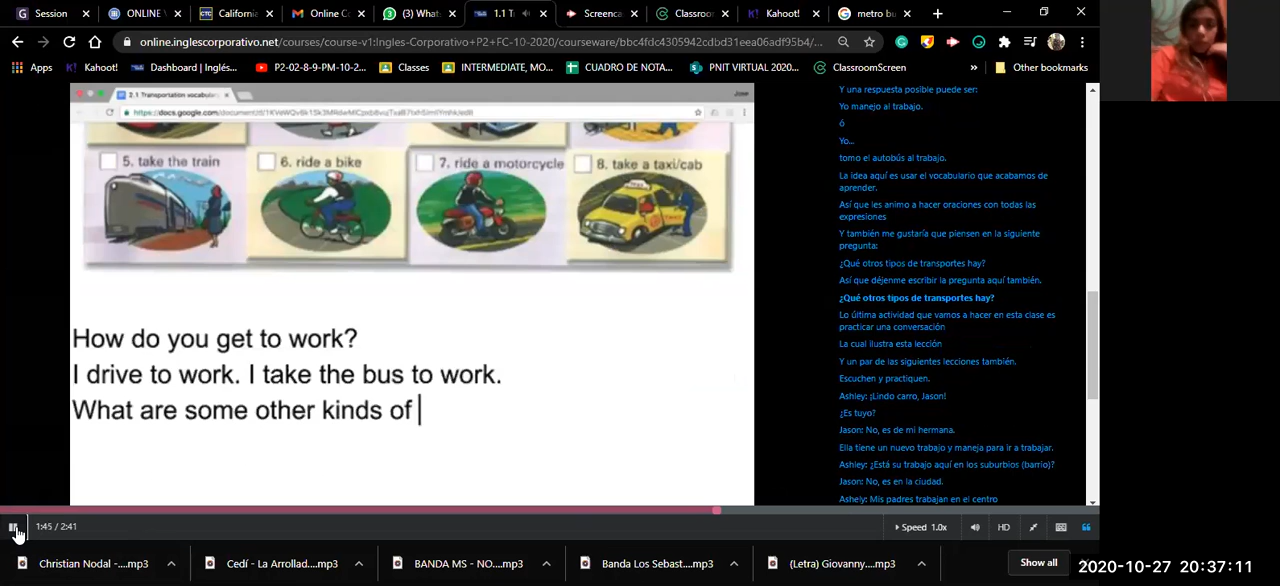 Session
ONLINE V
California
Online C
(3) What
1.1 T
Screenca
Classroo
Kahoot!
metro bu
online.inglescorporativo.net/courses/course-v1:Ingles-Corporativo+P2+FC-10-2020/courseware/bbc4fdc4305942cdbd31eea06adf95b4/...
Apps
Kahoot!
Dashboard | Inglés...
P2-02-8-9-PM-10-2...
Classes
INTERMEDIATE, MO...
CUADRO DE NOTA...
PNIT VIRTUAL 2020...
ClassroomScreen
»
Other bookmarks
2.1 Transportation vocabula
5. take the train
6. ride a bike
7. ride a motorcycle
8. take a taxi/cab
How do you get to work?
I drive to work. I take the bus to work.
What are some other kinds of
Y una respuesta posible puede ser:
Yo manejo al trabajo.
ó
Yo...
tomo el autobús al trabajo.
La idea aquí es usar el vocabulario que acabamos de
aprender.
Así que les animo a hacer oraciones con todas las
expresiones
Y también me gustaría que piensen en la siguiente
pregunta:
¿Qué otros tipos de transportes hay?
Así que déjenme escribir la pregunta aquí también.
¿Qué otros tipos de transportes hay?
Lo última actividad que vamos a hacer en esta clase es
practicar una conversación
La cual ilustra esta lección
Y un par de las siguientes lecciones también.
Escuchen y practiquen.
Ashley: ¡Lindo carro, Jason!
¿Es tuyo?
Jason: No, es de mi hermana.
Ella tiene un nuevo trabajo y maneja para ir a trabajar.
Ashley: ¿Está su trabajo aquí en los suburbios (barrio)?
Jason: No, es en la ciudad.
Ashely: Mis padres trabajan en el centro
1:45 / 2:41
Speed 1.0x
HD
Christian Nodal -....mp3
Cedí - La Arrollad....mp3
BANDA MS - NO....mp3
Banda Los Sebast....mp3
(Letra) Giovanny....mp3
Show all
2020-10-27 20:37:11